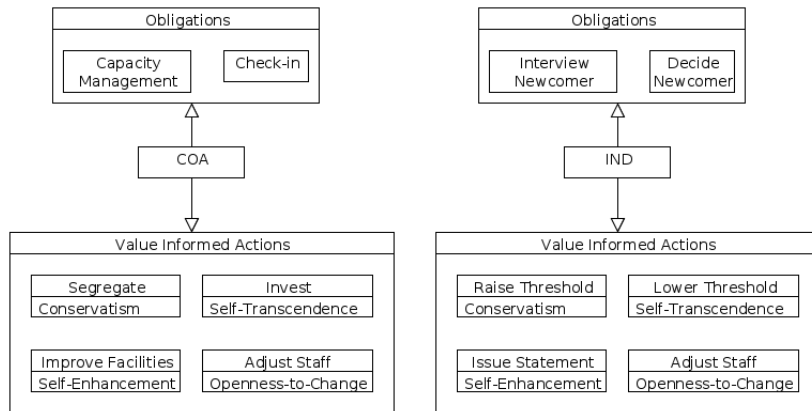 Obligations
Capacity
Management
Check-in
COA
Value Informed Actions
Segregate
Conservatism
Invest
Self-Transcendence
Improve Facilities
Self-Enhancement
Adjust Staff
Openness-to-Change
Obligations
Interview
Newcomer
Decide
Newcomer
IND
Value Informed Actions
Raise Threshold
Conservatism
Lower Threshold
Self-Transcendence
Issue Statement
Self-Enhancement
Adjust Staff
Openness-to-Change